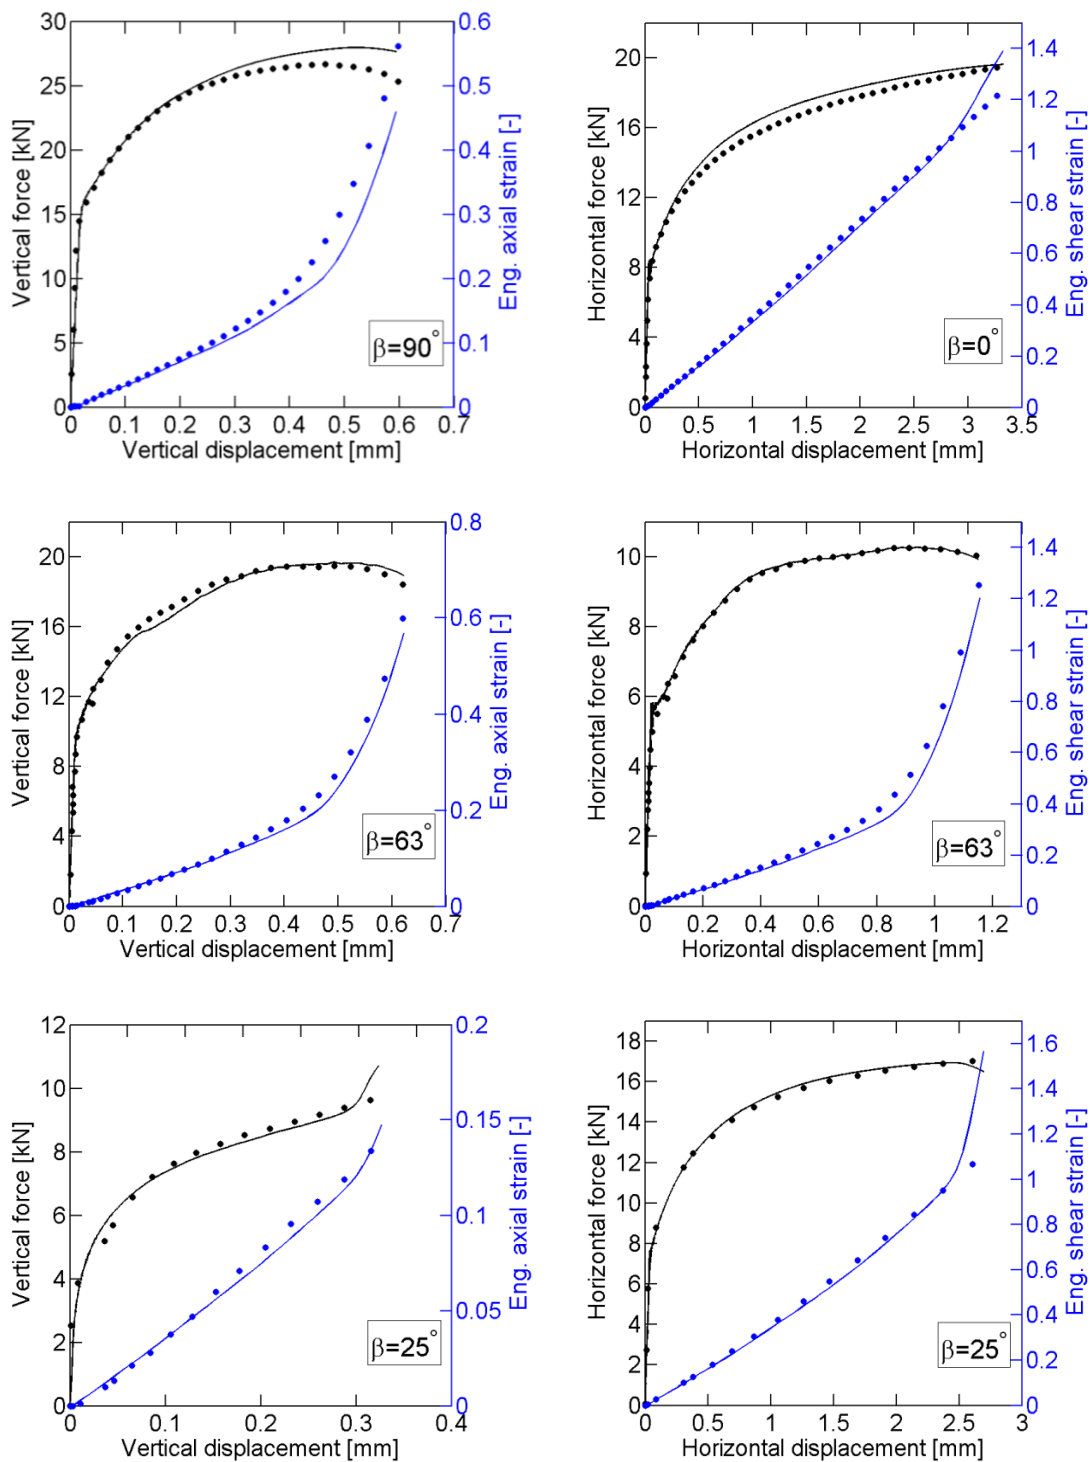 30
25
20
15
10
5
0
Vertical force [kN]
0.6
0.5
0.4
0.3
0.2
0.1
0
Eng. axial strain [-]
β=90°
0 0.1 0.2 0.3 0.4 0.5 0.6 0.7
Vertical displacement [mm]
20
16
12
8
4
0
Horizontal force [kN]
1.4
1.2
1
0.8
0.6
0.4
0.2
0
Eng. shear strain [-]
β=0°
0 0.5 1 1.5 2 2.5 3 3.5
Horizontal displacement [mm]
20
16
12
8
4
0
Vertical force [kN]
0.8
0.6
0.4
0.2
0
Eng. axial strain [-]
β=63°
0 0.1 0.2 0.3 0.4 0.5 0.6 0.7
Vertical displacement [mm]
10
8
6
4
2
0
Horizontal force [kN]
1.4
1.2
1
0.8
0.6
0.4
0.2
0
Eng. shear strain [-]
β=63°
0 0.2 0.4 0.6 0.8 1 1.2
Horizontal displacement [mm]
12
10
8
6
4
2
0
Vertical force [kN]
0.2
0.15
0.1
0.05
0
Eng. axial strain [-]
β=25°
0 0.1 0.2 0.3 0.4
Vertical displacement [mm]
18
16
14
12
10
8
6
4
2
0
Horizontal force [kN]
1.6
1.4
1.2
1
0.8
0.6
0.4
0.2
0
Eng. shear strain [-]
β=25°
0 0.5 1 1.5 2 2.5 3
Horizontal displacement [mm]